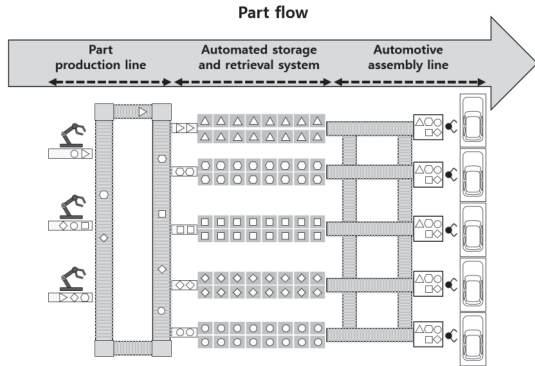 Part flow
Part
production line
Automated storage
and retrieval system
Automotive
assembly line